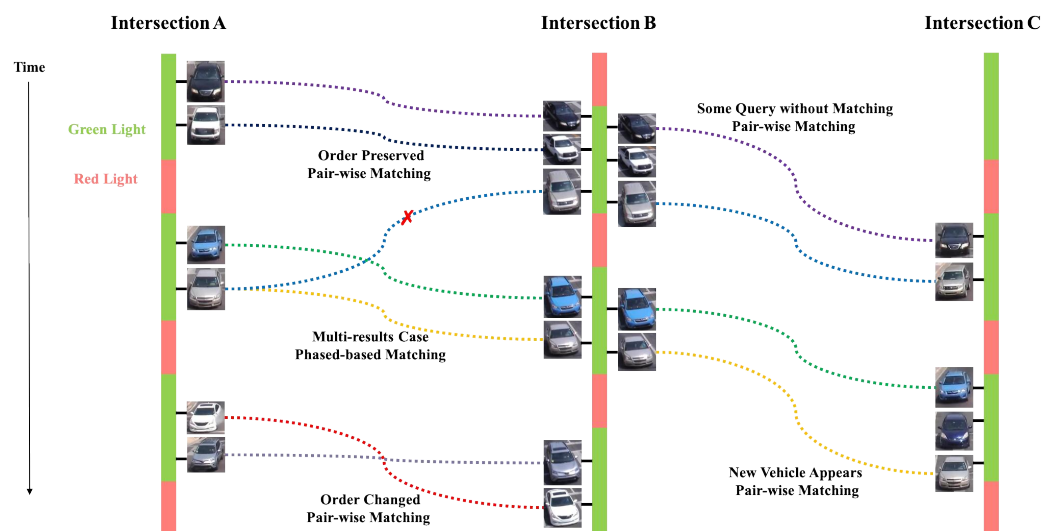 Intersection A
Intersection B
Intersection C
Time
Green Light
Red Light
Order Preserved
Pair-wise Matching
Some Query without Matching
Pair-wise Matching
Multi-results Case
Phased-based Matching
Order Changed
Pair-wise Matching
New Vehicle Appears
Pair-wise Matching